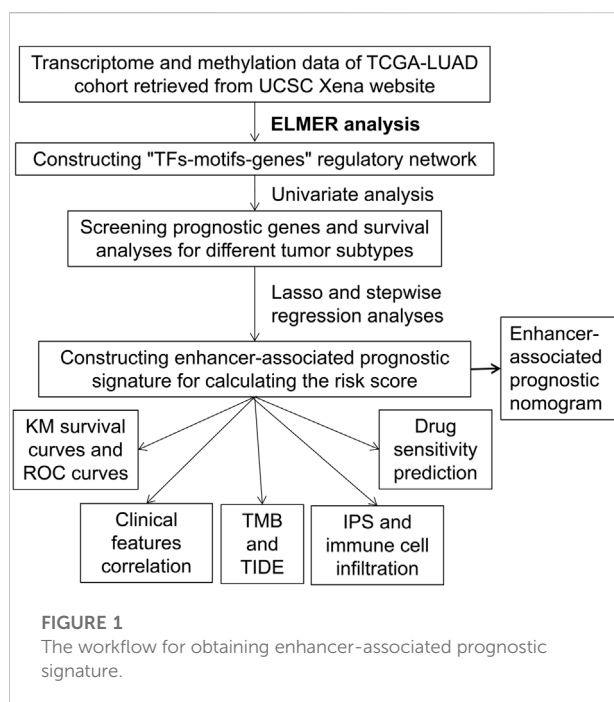 Transcriptome and methylation data of TCGA-LUAD
cohort retrieved from UCSC Xena website
ELMER analysis
Constructing "TFs-motifs-genes" regulatory network
Univariate analysis
Screening prognostic genes and survival
analyses for different tumor subtypes
Lasso and stepwise
regression analyses
Constructing enhancer-associated prognostic
signature for calculating the risk score
Enhancer-
associated
prognostic
nomogram
KM survival
curves and
ROC curves
Clinical
features
correlation
TMB
and
TIDE
IPS and
immune cell
infiltration
Drug
sensitivity
prediction
FIGURE 1
The workflow for obtaining enhancer-associated prognostic
signature.